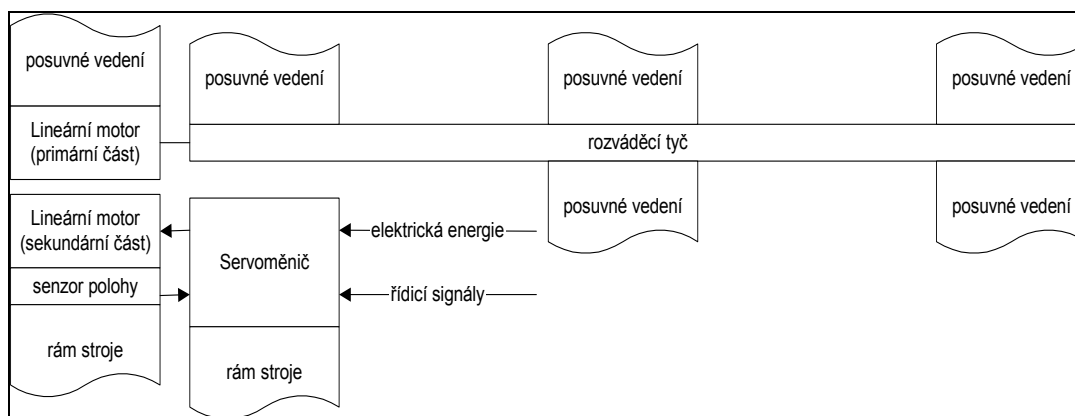 posuvné vedení
posuvné vedení
posuvné vedení
posuvné vedení
Lineární motor
(primární část)
rozváděcí tyč
Lineární motor
(sekundární část)
senzor polohy
rám stroje
Servoměnič
rám stroje
elektrická energie
řídicí signály
posuvné vedení
posuvné vedení